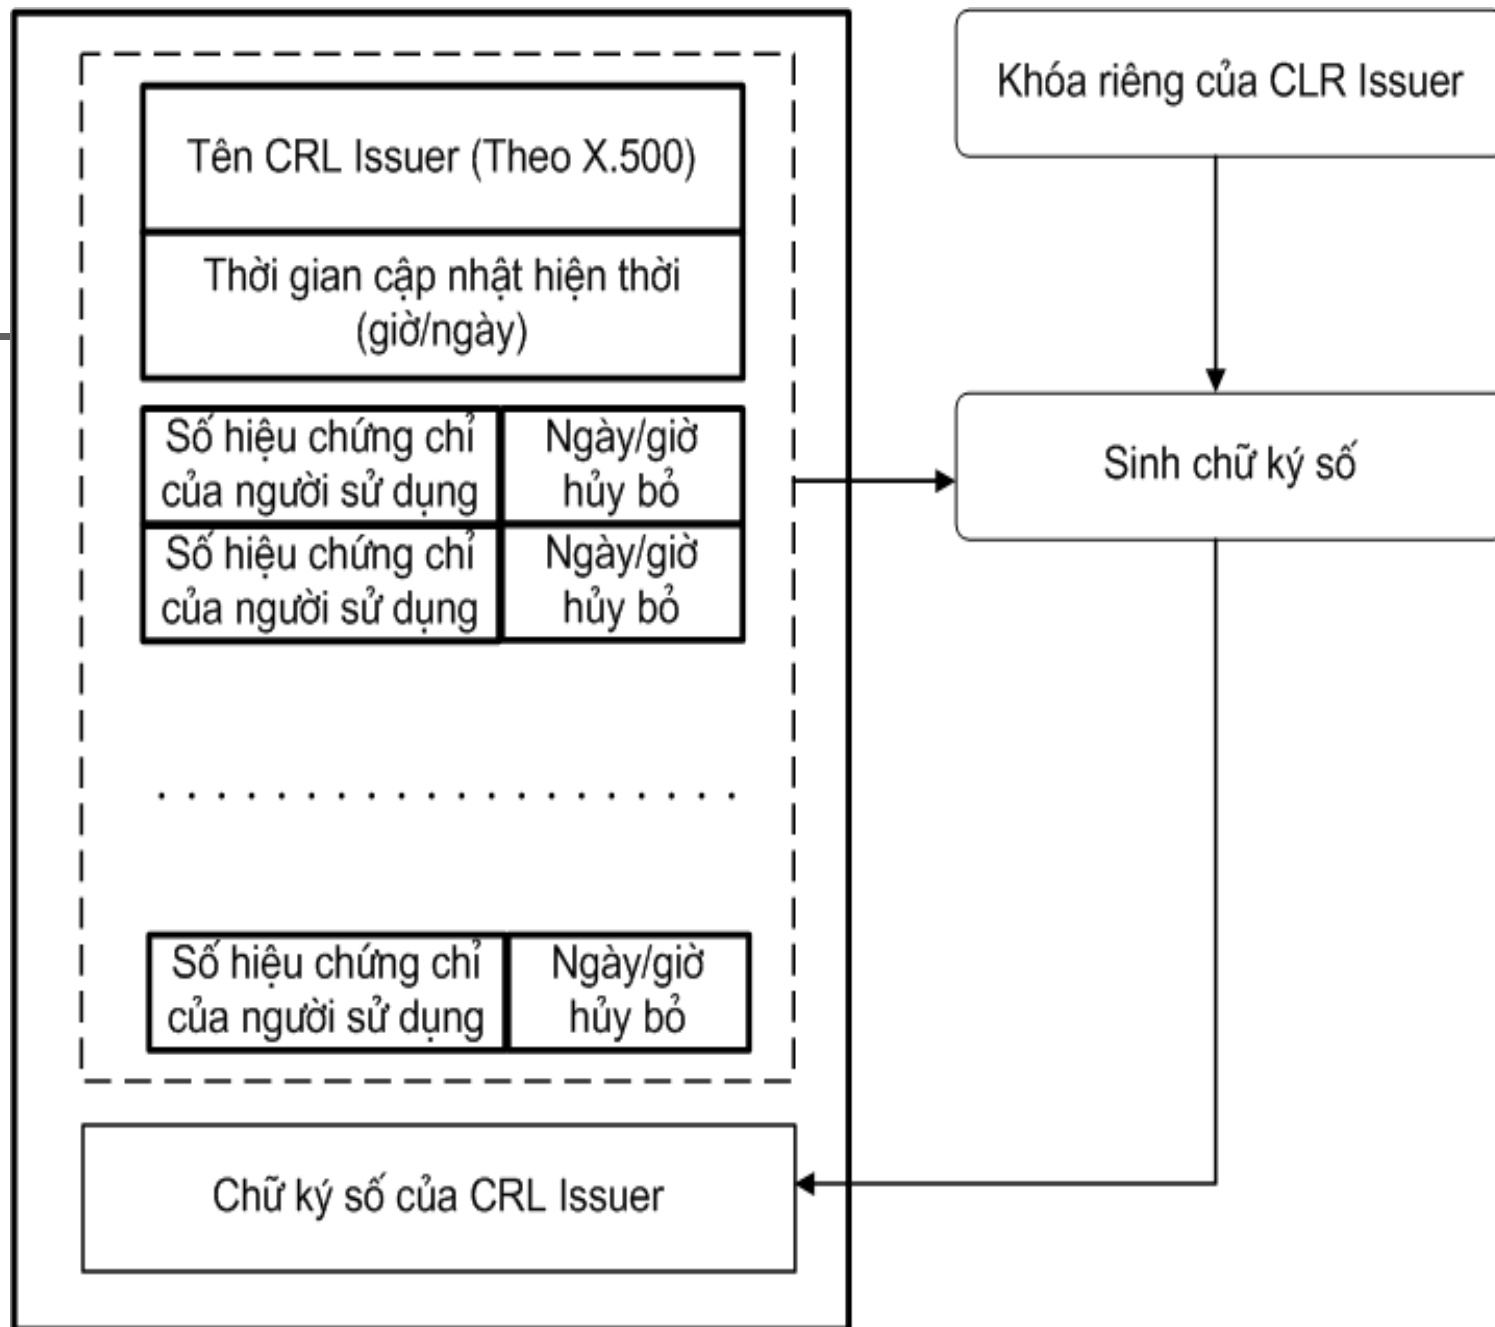 Tên CRL Issuer (Theo X.500)
Thời gian cập nhật hiện thời
(giờ/ngày)
Số hiệu chứng chỉ
của người sử dụng
Ngày/giờ
hủy bỏ
Số hiệu chứng chỉ
của người sử dụng
Ngày/giờ
hủy bỏ
. . . . . . . . . . . . . . . . . . . .
Số hiệu chứng chỉ
của người sử dụng
Ngày/giờ
hủy bỏ
Chữ ký số của CRL Issuer
Khóa riêng của CLR Issuer
Sinh chữ ký số